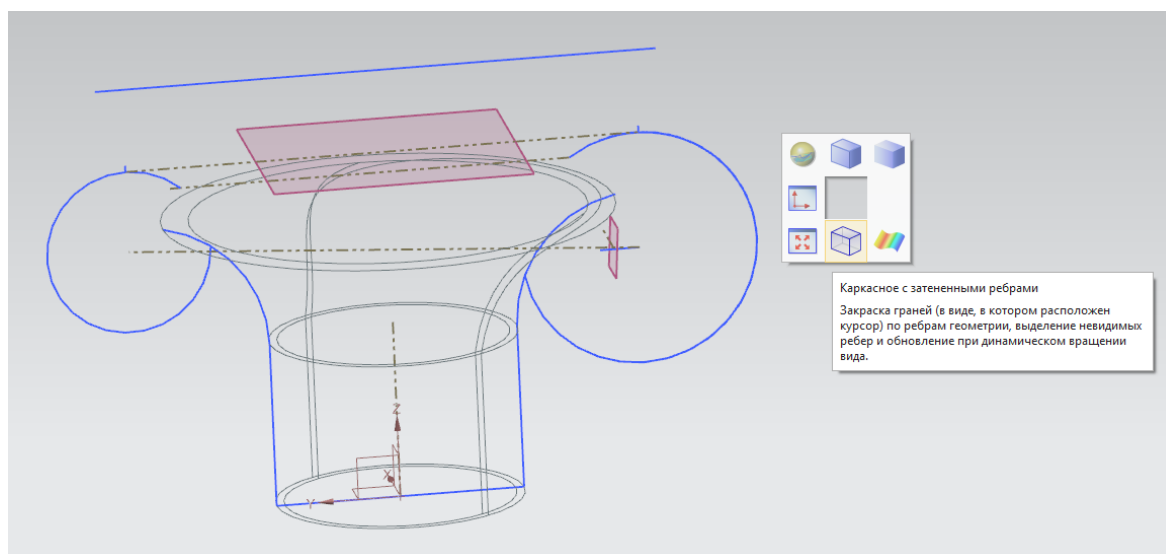 Каркасное с затененными ребрами
Закраска граней (в виде, в котором расположен
курсор) по ребрам геометрии, выделение невидимых
ребер и обновление при динамическом вращении
вида.
Z
X
Y